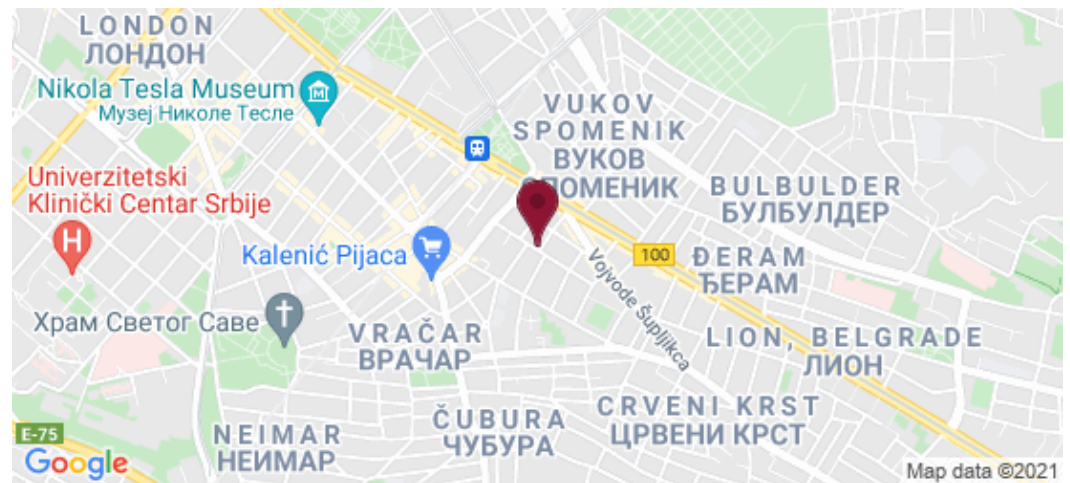 LONDON
ЛОНДОН
Nikola Tesla Museum
Музеј Николе Тесле
VUKOV
SPOMENIK
ВУКОВ
СПОМЕНИК
Univerzitetski
Klinički Centar Srbije
H
BULBULDER
БУЛБУЛДЕР
Kalenić Pijaca
100
ĐERAM
ЂЕРАМ
Vojvode Šupljikca
Храм Светог Саве
VRAČAR
ВРАЧАР
LION, BELGRADE
ЛИОН
ČUBURA
ЧУБУРА
CRVENI KRST
ЦРВЕНИ КРСТ
E-75
NEIMAR
НЕИМАР
Google
Map data ©2021